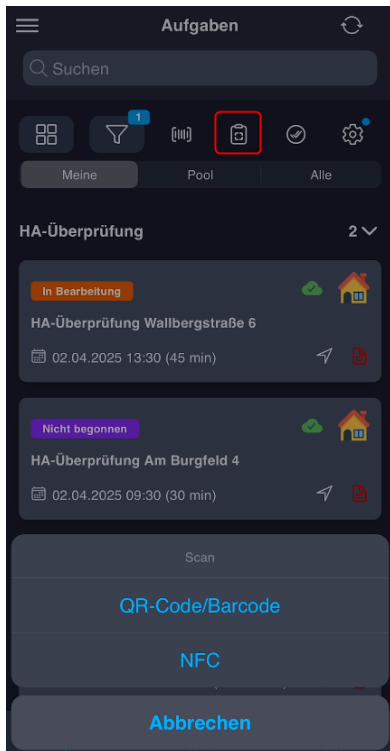 Aufgaben
Suchen
1
Meine Pool Alle
HA-Überprüfung 2
In Bearbeitung
HA-Überprüfung Wallbergstraße 6
02.04.2025 13:30 (45 min)
Nicht begonnen
HA-Überprüfung Am Burgfeld 4
02.04.2025 09:30 (30 min)
Scan
QR-Code/Barcode
NFC
Abbrechen